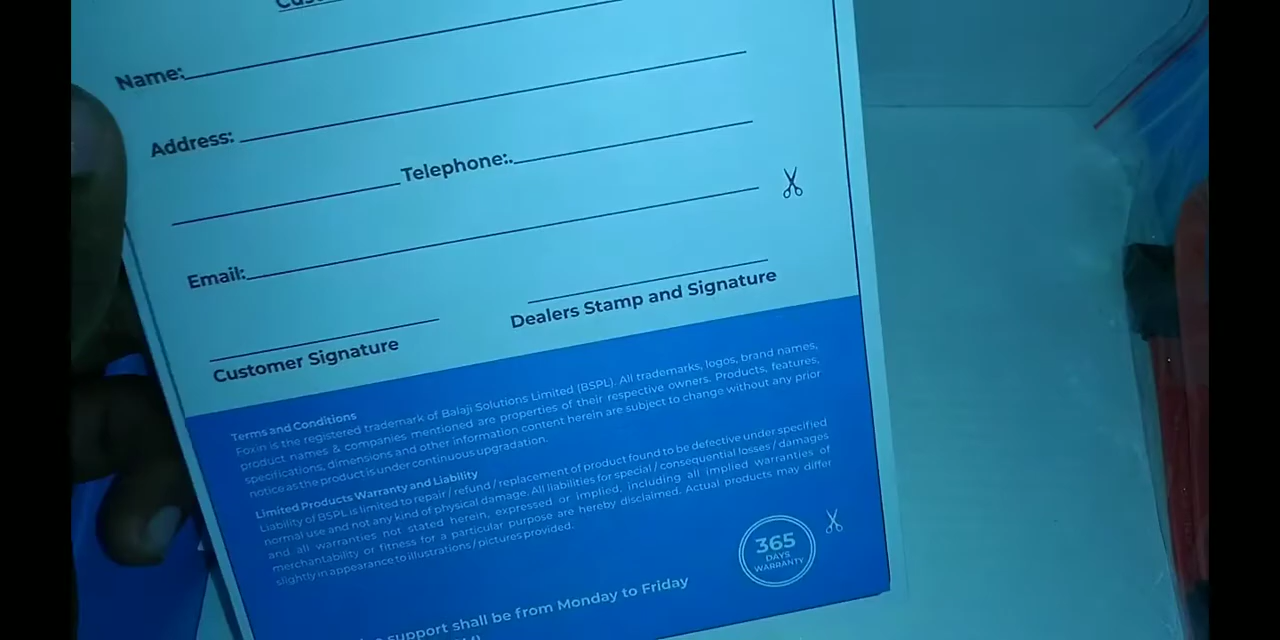 Name:
Address:
Telephone:.
Email:
Dealers Stamp and Signature
Customer Signature
Terms and Conditions
Foxin is the registered trademark of Balaji Solutions Limited (BSPL). All trademarks, logos, brand names,
product names & companies mentioned are properties of their respective owners. Products, features,
specifications, dimensions and other information content herein are subject to change without any prior
notice as the product is under continuous upgradation.
Limited Products Warranty and Liability
Liability of BSPL is limited to repair / refund / replacement of product found to be defective under specified
normal use and not any kind of physical damage. All liabilities for special / consequential losses / damages
and all warranties not stated herein, expressed or implied, including all implied warranties of
merchantability or fitness for a particular purpose are hereby disclaimed. Actual products may differ
slightly in appearance to illustrations / pictures provided.
365
DAYS
WARRANTY
support shall be from Monday to Friday